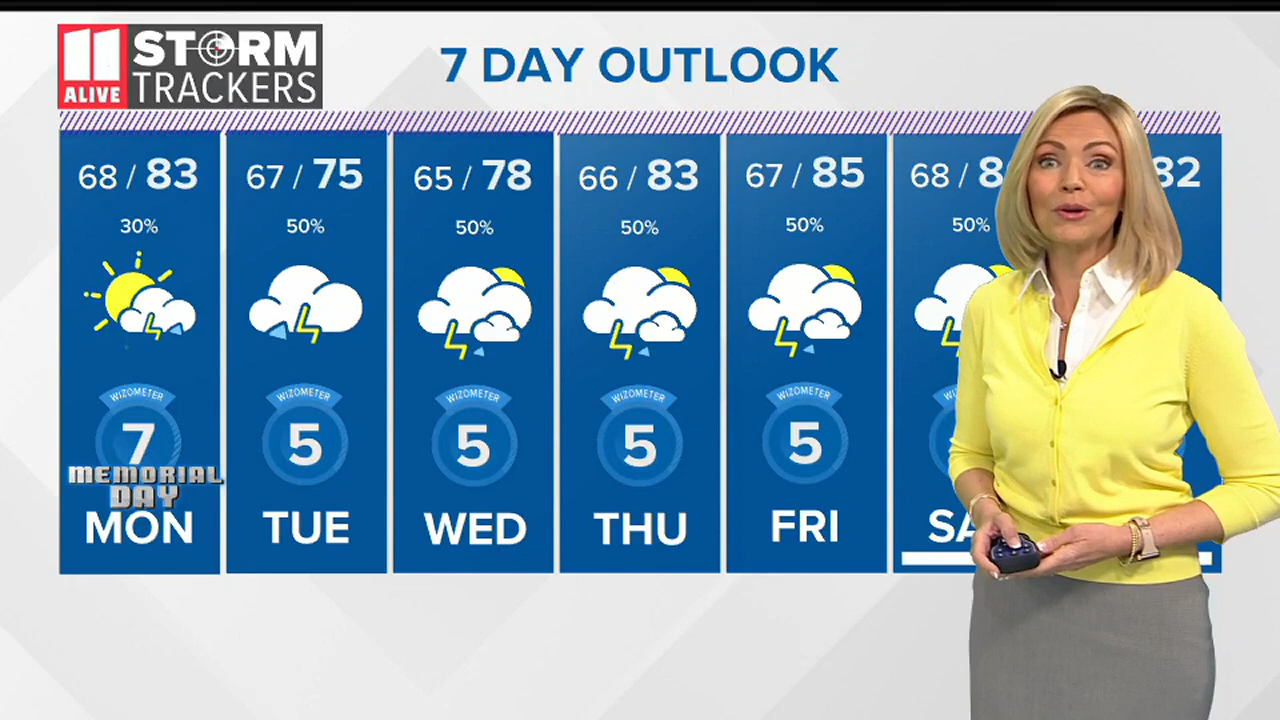 11 ALIVE
STORM
TRACKERS
7 DAY OUTLOOK
68 / 83
30%
WIZOMETER
7
MEMORIAL
DAY
MON
67 / 75
50%
WIZOMETER
5
TUE
65 / 78
50%
WIZOMETER
5
WED
66 / 83
50%
WIZOMETER
5
THU
67 / 85
50%
WIZOMETER
5
FRI
68 / 8
50%
SA
82